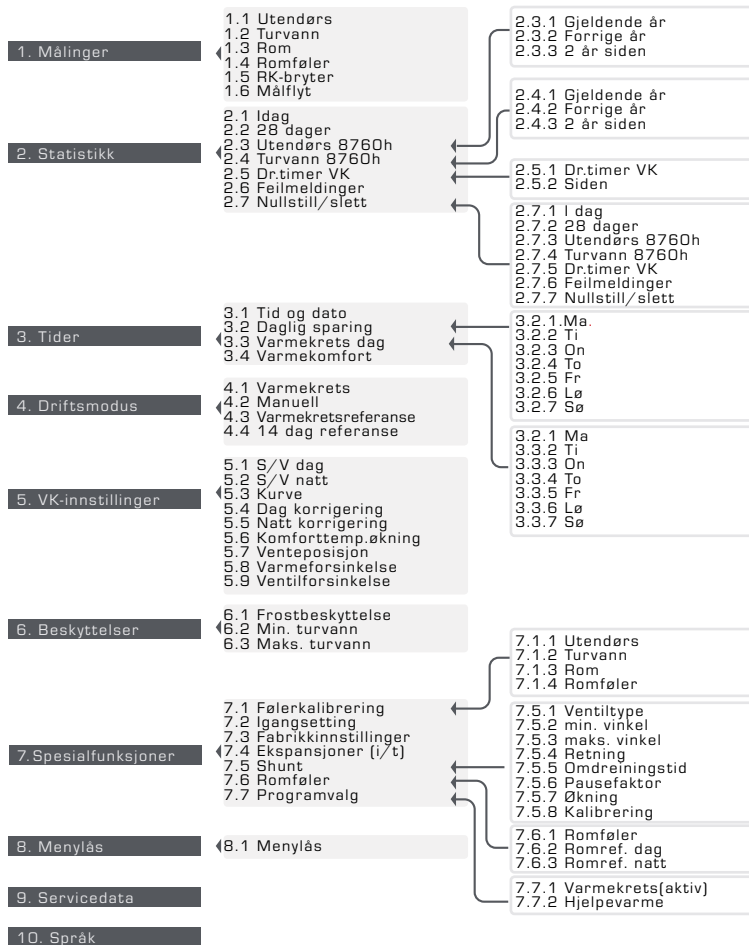 1. Målinger
1.1 Utendørs
1.2 Turvann
1.3 Rom
1.4 Romføler
1.5 RK-bryter
1.6 Målflyt
2. Statistikk
2.1 Idag
2.2 28 dager
2.3 Utendørs 8760h
2.4 Turvann 8760h
2.5 Dr.timer VK
2.6 Feilmeldinger
2.7 Nullstill/slett
2.3.1 Gjeldende år
2.3.2 Forrige år
2.3.3 2 år siden
2.4.1 Gjeldende år
2.4.2 Forrige år
2.4.3 2 år siden
2.5.1 Dr.timer VK
2.5.2 Siden
2.7.1 I dag
2.7.2 28 dager
2.7.3 Utendørs 8760h
2.7.4 Turvann 8760h
2.7.5 Dr.timer VK
2.7.6 Feilmeldinger
2.7.7 Nullstill/slett
3. Tider
3.1 Tid og dato
3.2 Daglig sparing
3.3 Varmekrets dag
3.4 Varmekomfort
3.2.1.Ma.
3.2.2 Ti
3.2.3 On
3.2.4 To
3.2.5 Fr
3.2.6 Lø
3.2.7 Sø
3.2.1 Ma
3.3.2 Ti
3.3.3 On
3.3.4 To
3.3.5 Fr
3.3.6 Lø
3.3.7 Sø
4. Driftsmodus
4.1 Varmekrets
4.2 Manuell
4.3 Varmekretsreferanse
4.4 14 dag referanse
5. VK-innstillinger
5.1 S/V dag
5.2 S/V natt
5.3 Kurve
5.4 Dag korrigering
5.5 Natt korrigering
5.6 Komforttemp.økning
5.7 Venteposisjon
5.8 Varmeforsinkelse
5.9 Ventilforsinkelse
6. Beskyttelser
6.1 Frostbeskyttelse
6.2 Min. turvann
6.3 Maks. turvann
7.Spesialfunksjoner
7.1 Følerkalibrering
7.2 Igangsetting
7.3 Fabrikkinnstillinger
7.4 Ekspansjoner (i/t)
7.5 Shunt
7.6 Romføler
7.7 Programvalg
7.1.1 Utendørs
7.1.2 Turvann
7.1.3 Rom
7.1.4 Romføler
7.5.1 Ventiltype
7.5.2 min. vinkel
7.5.3 maks. vinkel
7.5.4 Retning
7.5.5 Omdreiningstid
7.5.6 Pausefaktor
7.5.7 Økning
7.5.8 Kalibrering
7.6.1 Romføler
7.6.2 Romref. dag
7.6.3 Romref. natt
7.7.1 Varmekrets(aktiv)
7.7.2 Hjelpevarme
8. Menylås
8.1 Menylås
9. Servicedata
10. Språk